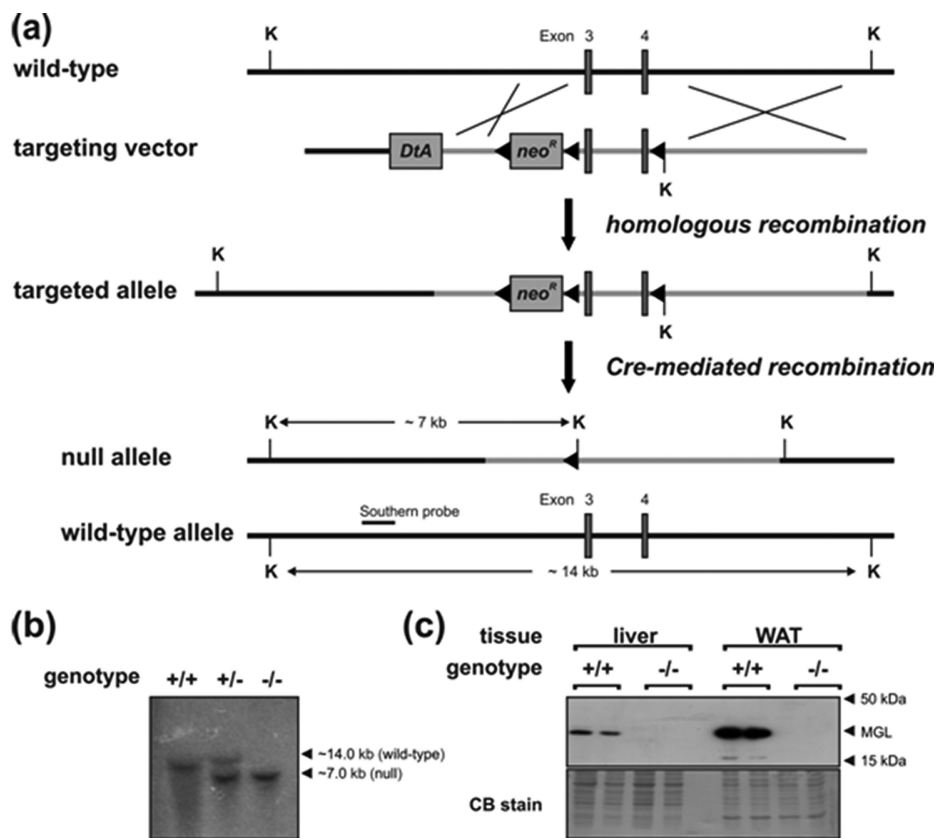 (a)
K
Exon 3 4
K
wild-type
targeting vector
DtA
neoR
K
homologous recombination
K
K
targeted allele
neoR
K
Cre-mediated recombination
K
~ 7 kb
K
K
null allele
Southern probe
Exon 3 4
wild-type allele
K
~ 14 kb
K
(b)
genotype +/+ +/- -/-
~14.0 kb (wild-type)
~7.0 kb (null)
(c)
tissue liver WAT
genotype +/+ -/- +/+ -/-
50 kDa
MGL
15 kDa
CB stain